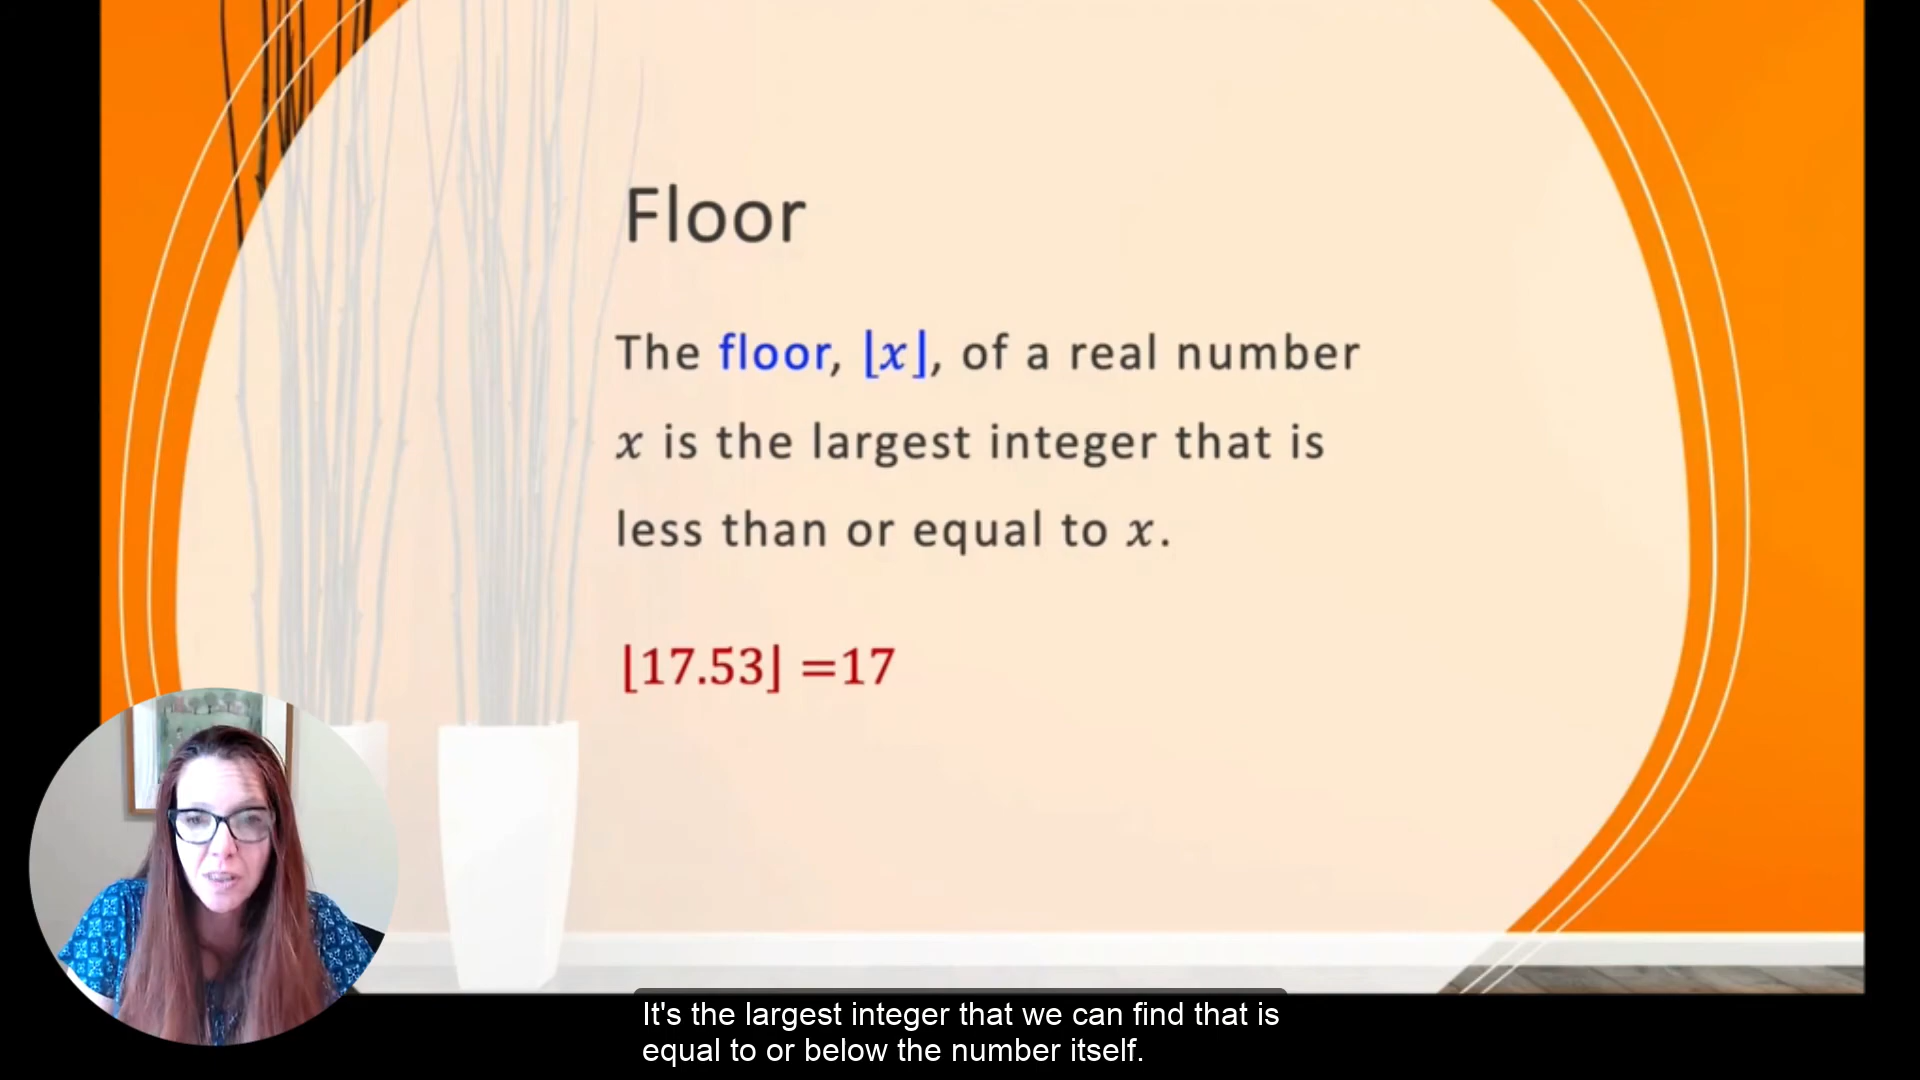 Floor
The floor, ⌊x⌋, of a real number
x is the largest integer that is
less than or equal to x.
⌊17.53⌋ =17
It's the largest integer that we can find that is
equal to or below the number itself.